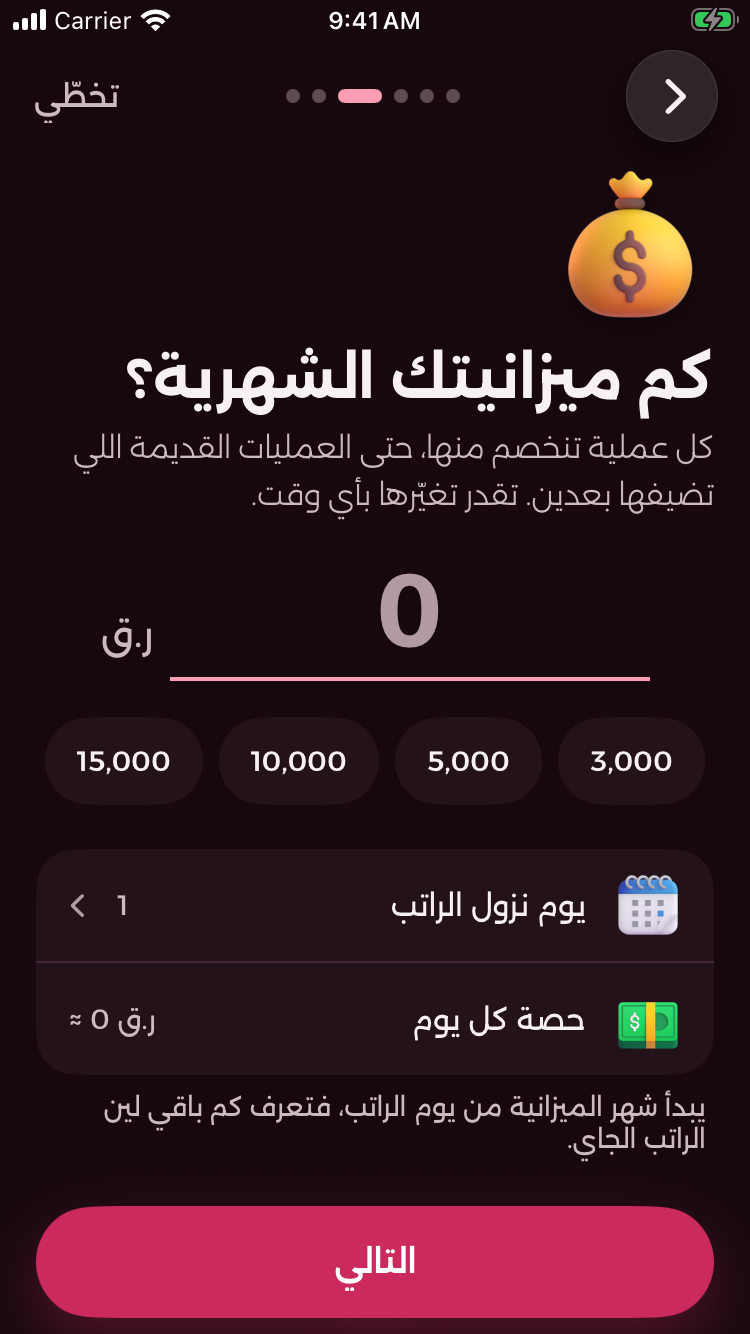 Carrier 9:41 AM
تخطّي
كم ميزانيتك الشهرية؟
كل عملية تنخصم منها، حتى العمليات القديمة اللي
تضيفها بعدين. تقدر تغيّرها بأي وقت.
0 ر.ق
3,000 5,000 10,000 15,000
يوم نزول الراتب 1
حصة كل يوم ر.ق 0 ≈
يبدأ شهر الميزانية من يوم الراتب، فتعرف كم باقي لين
الراتب الجاي.
التالي